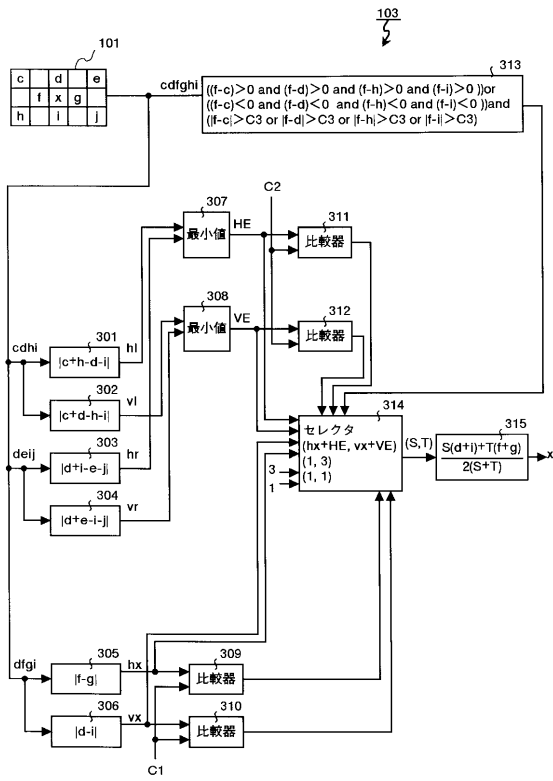 103
101
313
c d e
f x g
h i j
cdfghi
((f-c)>0 and (f-d)>0 and (f-h)>0 and (f-i)>0 ))or
((f-c)<0 and (f-d)<0 and (f-h)<0 and (f-i)<0 ))and
(|f-c|>C3 or |f-d|>C3 or |f-h|>C3 or |f-i|>C3)
C2
307
最小値
HE
311
比較器
308
最小値
VE
312
比較器
cdhi
301
|c+h-d-i|
hl
302
|c+d-h-i|
vl
deij
303
|d+i-e-j|
hr
304
|d+e-i-j|
vr
314
セレクタ
(hx+HE, vx+VE)
(1, 3)
(1, 1)
3
1
(S,T)
315
S(d+i)+T(f+g)
2(S+T)
x
dfgi
305
|f-g|
hx
309
比較器
306
|d-i|
vx
310
比較器
C1